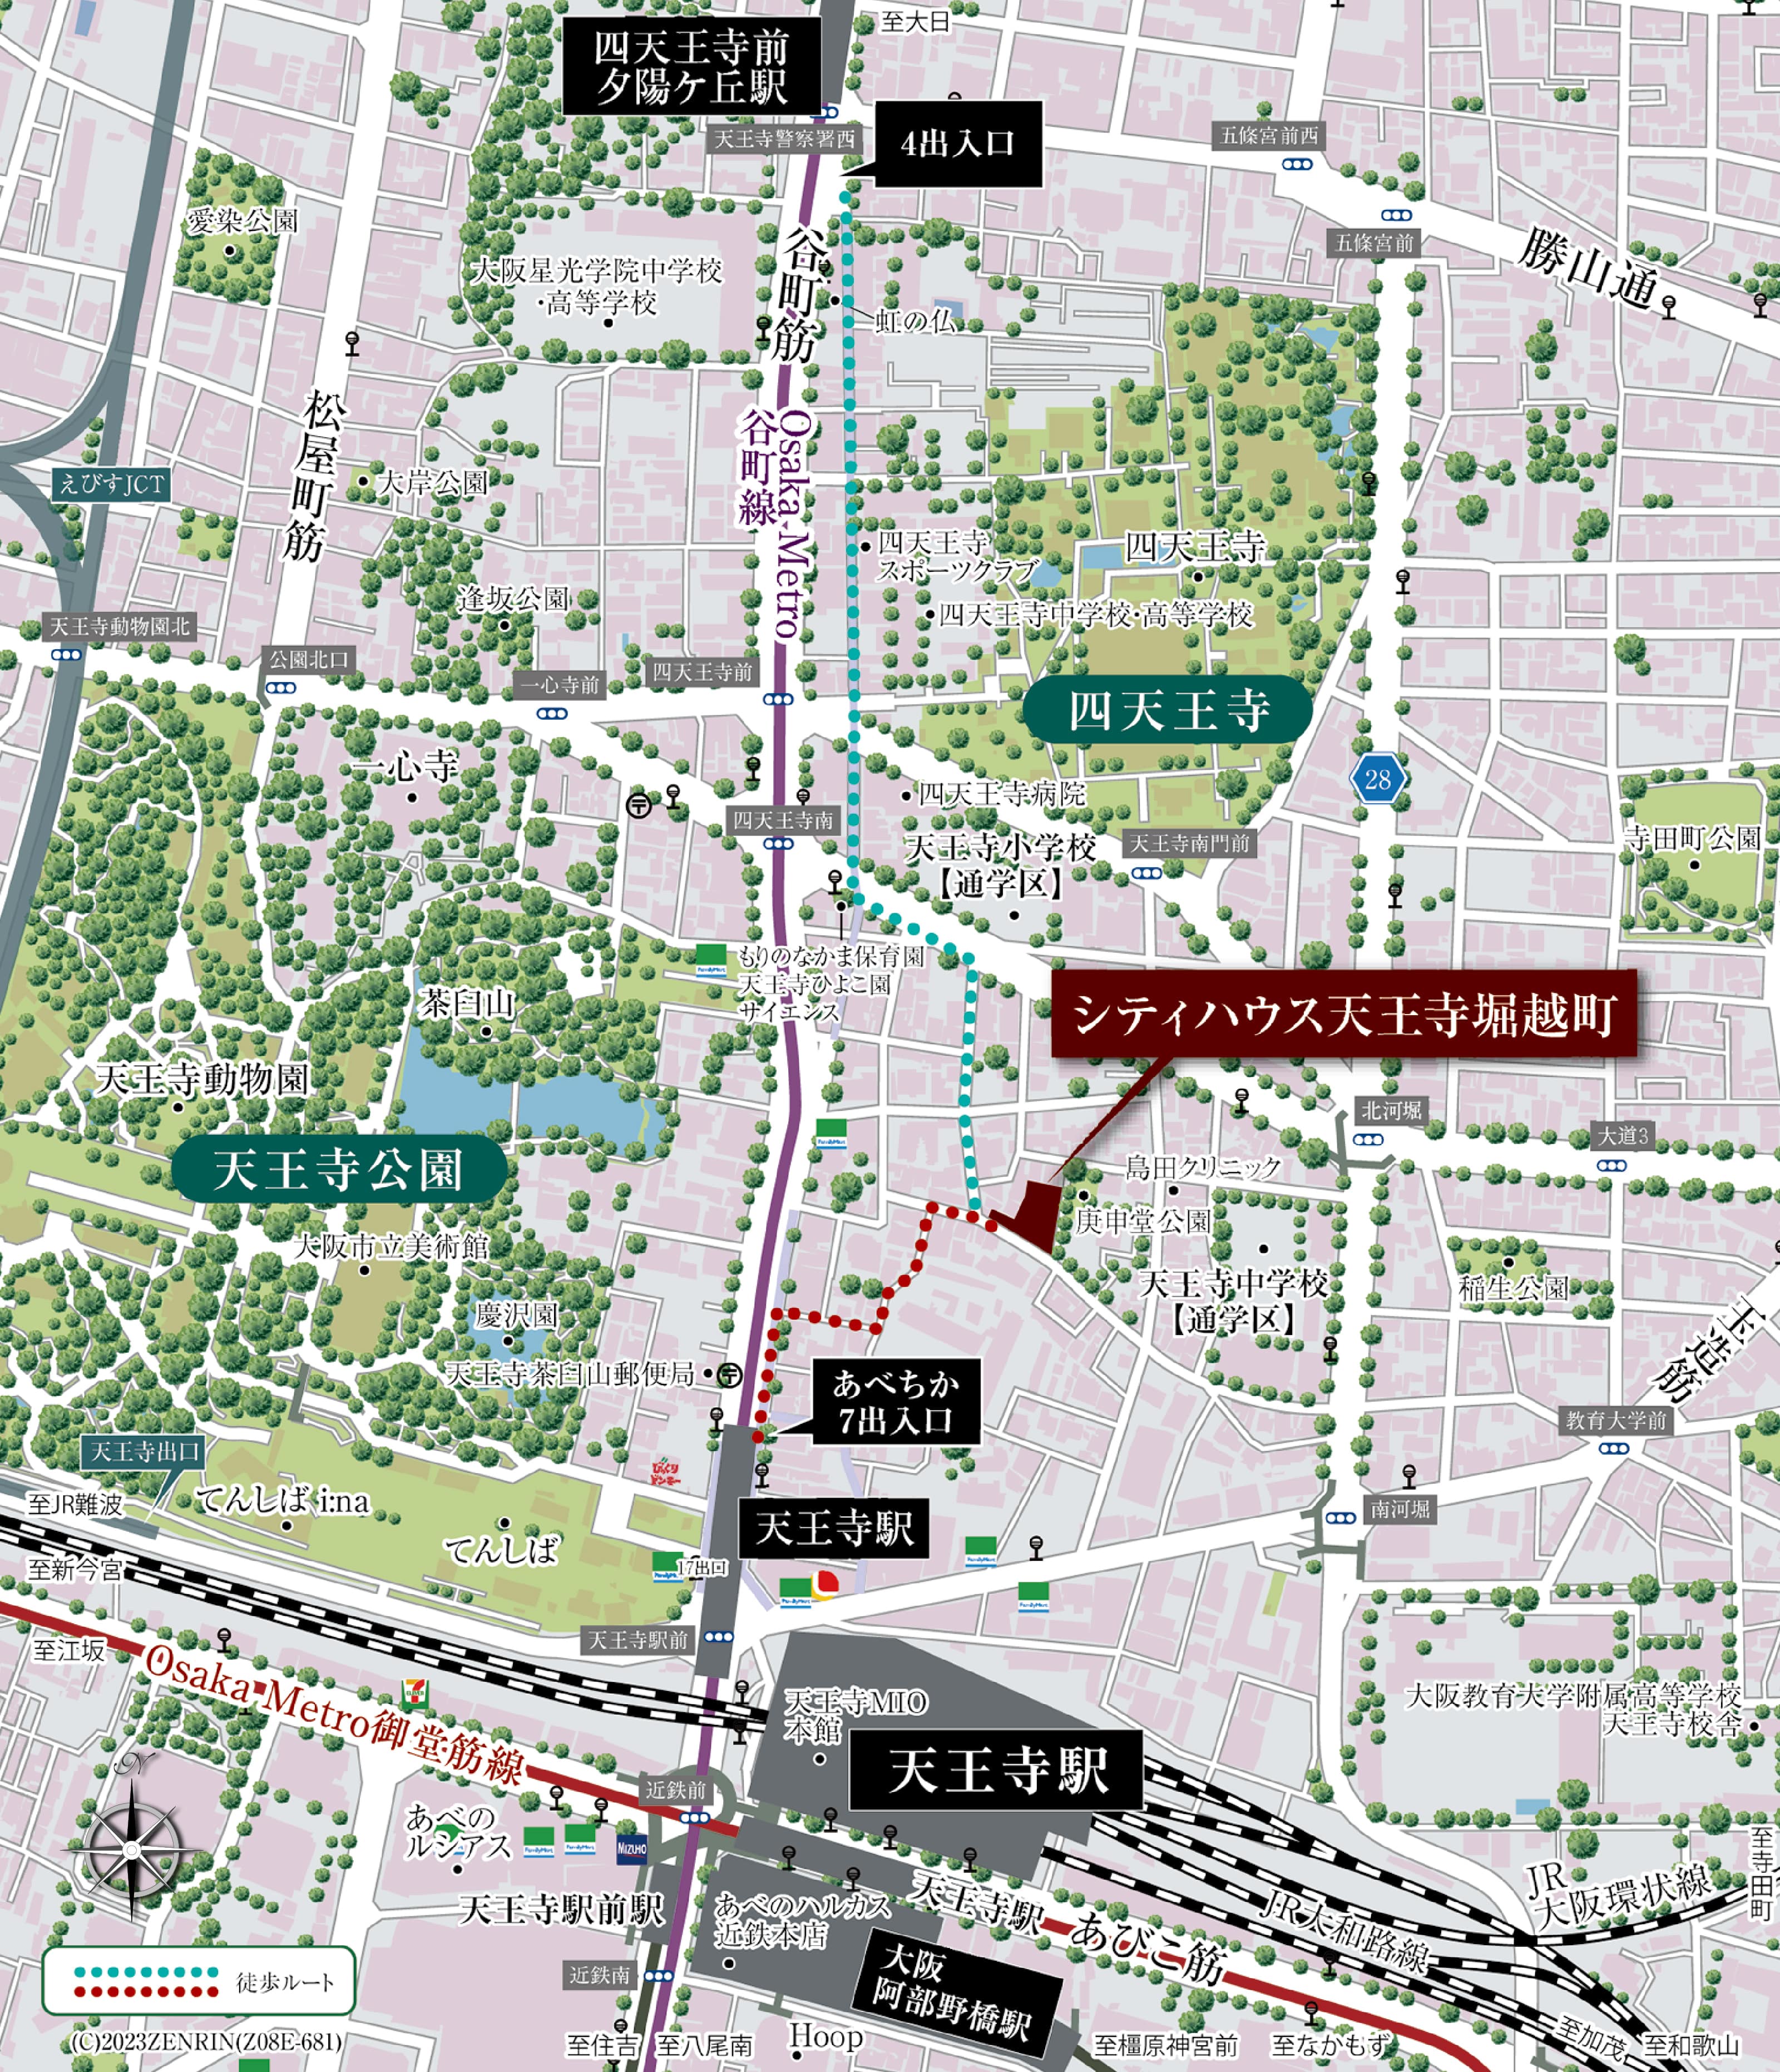 至大日
四天王寺前
夕陽ケ丘駅
4出入口
天王寺警察署西
五條宮前西
五條宮前
勝山通
愛染公園
谷町筋
大阪星光学院中学校
・高等学校
虹の仏
松屋町筋
Osaka Metro
谷町線
えびすJCT
大岸公園
四天王寺
スポーツクラブ
四天王寺
四天王寺中学校・高等学校
逢坂公園
天王寺動物園北
公園北口
一心寺前
四天王寺前
四天王寺
一心寺
28
四天王寺病院
四天王寺南
天王寺小学校
【通学区】
天王寺南門前
寺田町公園
もりのなかま保育園
天王寺ひよこ園
サイエンス
FamilyMart
茶臼山
シティハウス天王寺堀越町
天王寺動物園
FamilyMart
北河堀
大道3
天王寺公園
島田クリニック
庚申堂公園
大阪市立美術館
天王寺中学校
【通学区】
稲生公園
慶沢園
玉造筋
天王寺茶臼山郵便局
あべちか
7出入口
教育大学前
天王寺出口
びっくり
ドンキー
至JR難波
てんしば i:na
天王寺駅
南河堀
てんしば
17出口
FamilyMart
FamilyMart
FamilyMart
FamilyMart
至新今宮
天王寺駅前
至江坂
Osaka Metro御堂筋線
天王寺MIO
本館
大阪教育大学附属高等学校
天王寺校舎
天王寺駅
N
近鉄前
あべの
ルシアス
FamilyMart
FamilyMart
MIZUHO
至寺田町
JR
大阪環状線
天王寺駅前駅
あべのハルカス
近鉄本店
天王寺駅
あびこ筋
JR大和路線
大阪
阿部野橋駅
近鉄南
徒歩ルート
(C)2023ZENRIN(Z08E-681)
至住吉
至八尾南
Hoop
至橿原神宮前
至なかもず
至加茂
至和歌山